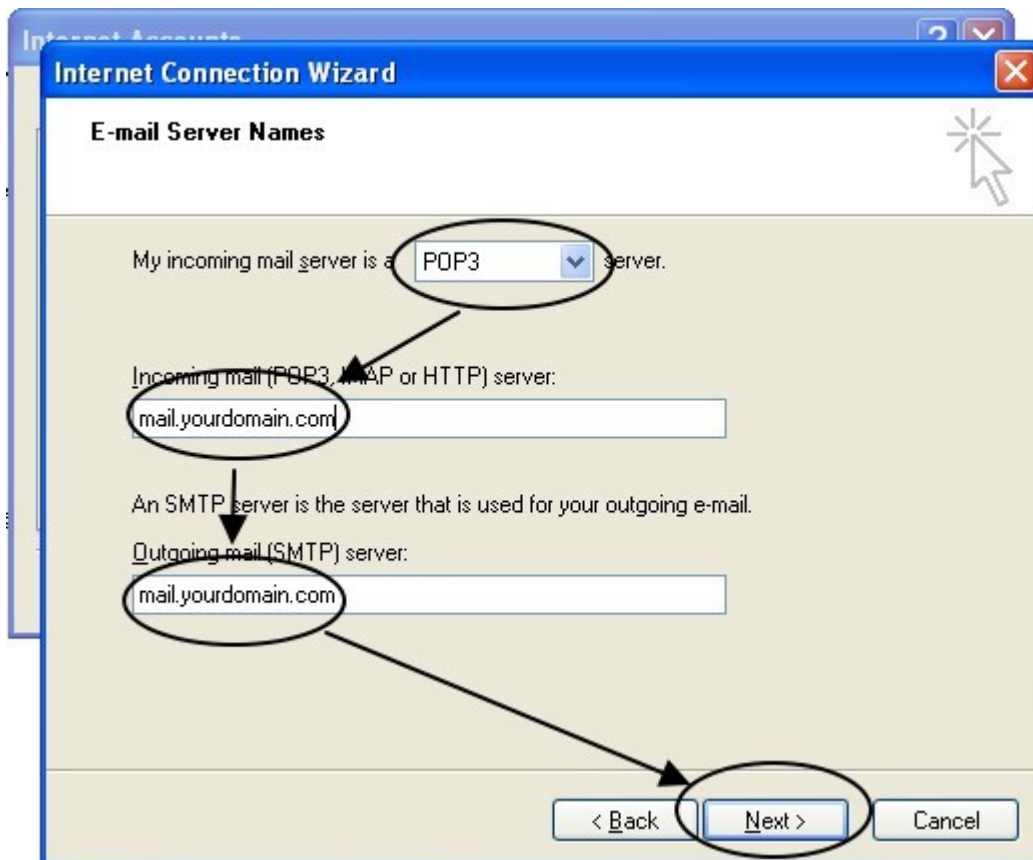 Internet Accounts
Internet Connection Wizard
E-mail Server Names
My incoming mail server is a POP3 server.
Incoming mail (POP3, IMAP or HTTP) server:
mail.yourdomain.com
An SMTP server is the server that is used for your outgoing e-mail.
Outgoing mail (SMTP) server:
mail.yourdomain.com
< Back Next > Cancel